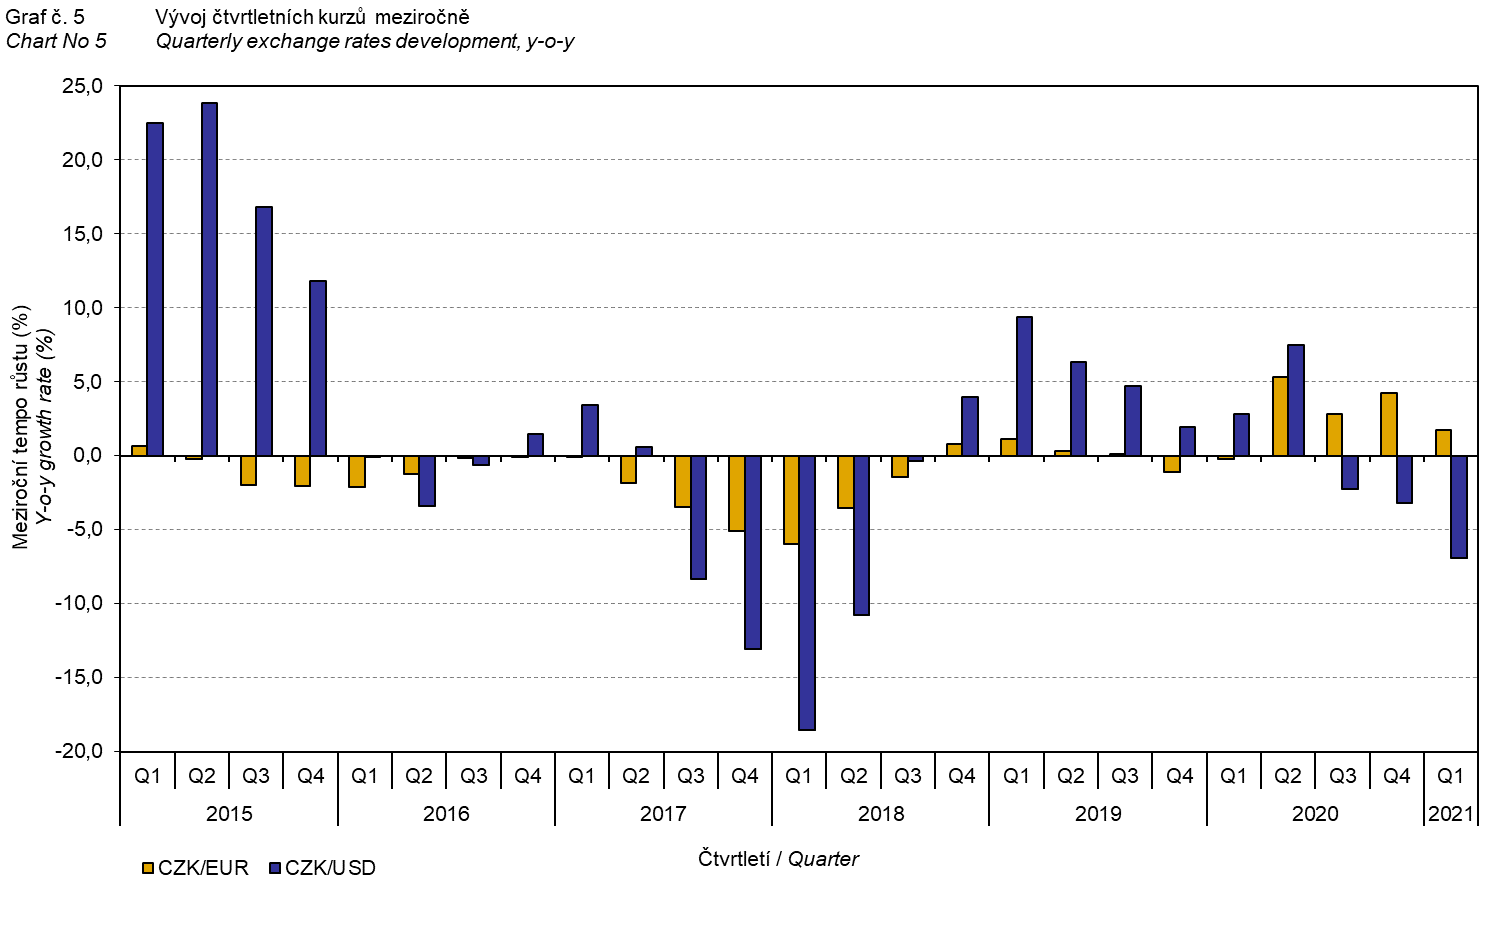 Graf č. 5 Vývoj čtvrtletních kurzů meziročně
Chart No 5 Quarterly exchange rates development, y-o-y
Meziroční tempo růstu (%)
Y-o-y growth rate (%)
25,0
20,0
15,0
10,0
5,0
0,0
-5,0
-10,0
-15,0
-20,0
Q1 Q2 Q3 Q4 Q1 Q2 Q3 Q4 Q1 Q2 Q3 Q4 Q1 Q2 Q3 Q4 Q1 Q2 Q3 Q4 Q1 Q2 Q3 Q4 Q1
2015 2016 2017 2018 2019 2020 2021
Čtvrtletí / Quarter
CZK/EUR CZK/USD